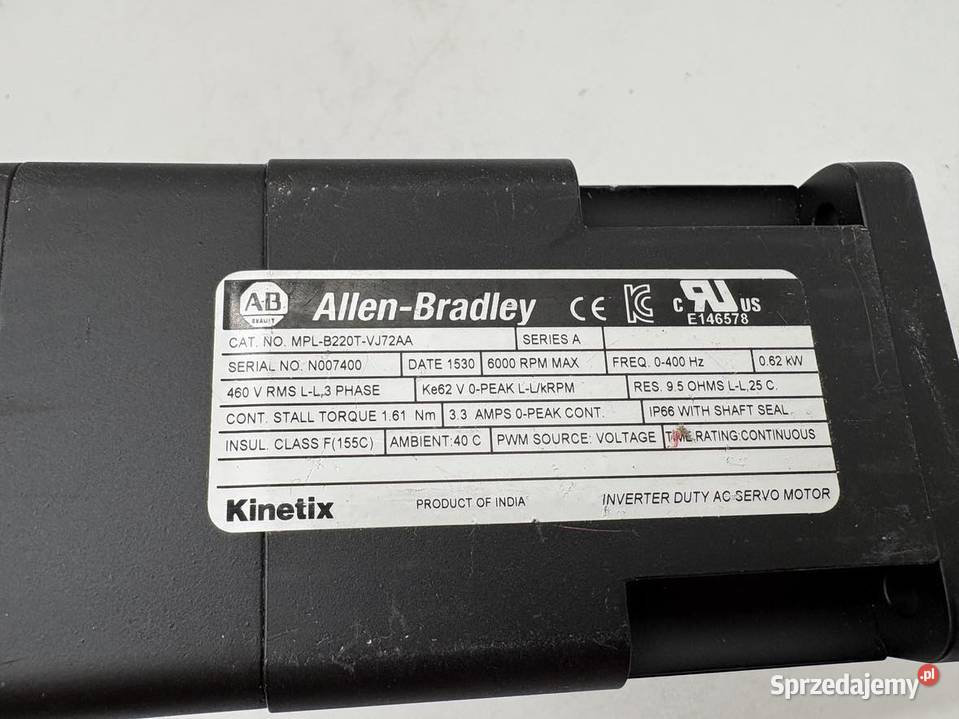 A-B QUALITY Allen-Bradley CE KC c RU US
E146578
CAT. NO. MPL-B220T-VJ72AA SERIES A
SERIAL NO. N007400 DATE 1530 6000 RPM MAX FREQ. 0-400 Hz 0.62 kW
460 V RMS L-L,3 PHASE Ke62 V 0-PEAK L-L/kRPM RES. 9.5 OHMS L-L,25 C.
CONT. STALL TORQUE 1.61 Nm 3.3 AMPS 0-PEAK CONT. IP66 WITH SHAFT SEAL
INSUL. CLASS F(155C) AMBIENT:40 C PWM SOURCE: VOLTAGE TIME RATING:CONTINUOUS
Kinetix PRODUCT OF INDIA INVERTER DUTY AC SERVO MOTOR
Sprzedajemy.pl